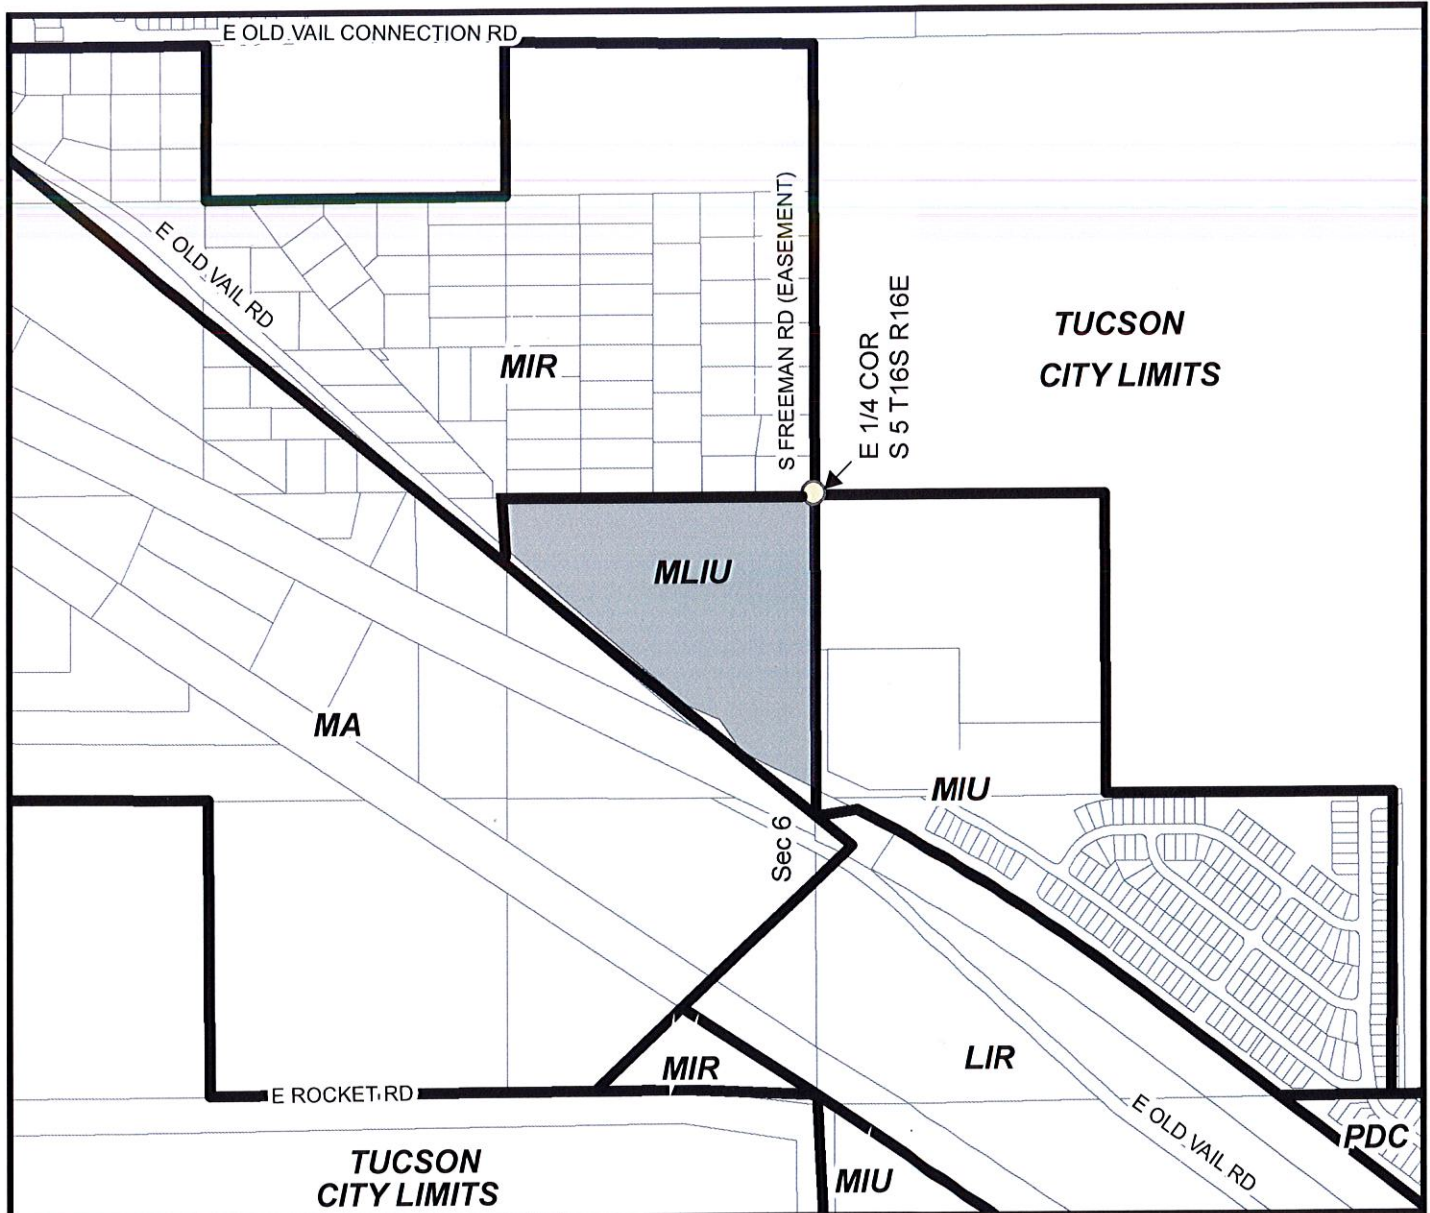 E OLD VAIL CONNECTION RD
E OLD VAIL RD
S FREEMAN RD (EASEMENT)
E 1/4 COR
S 5 T16S R16E
TUCSON
CITY LIMITS
MIR
MLIU
MA
MIU
Sec 6
MIR
LIR
E ROCKET RD
E OLD VAIL RD
PDC
TUCSON
CITY LIMITS
MIU